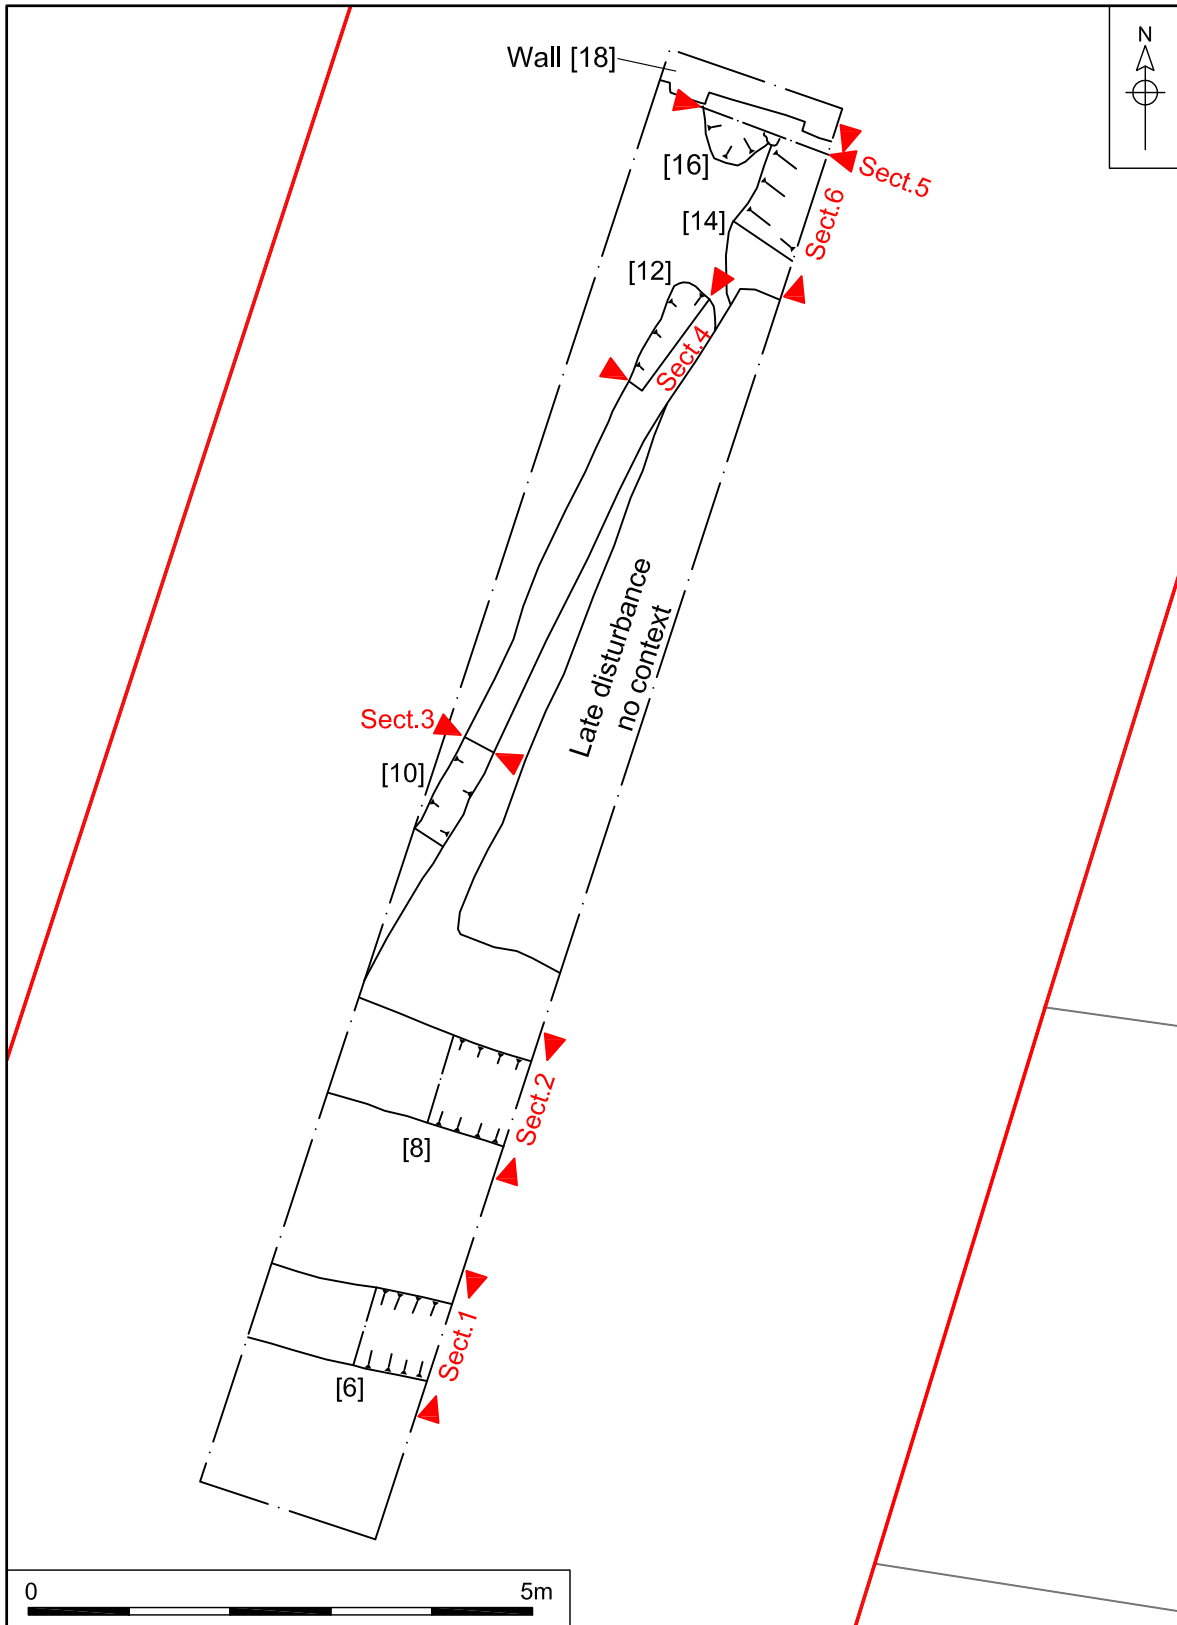 N
Wall [18]
[16]
Sect.5
Sect.6
[14]
[12]
Sect.4
Late disturbance
no context
Sect.3
[10]
Sect.2
[8]
Sect.1
[6]
0 5m